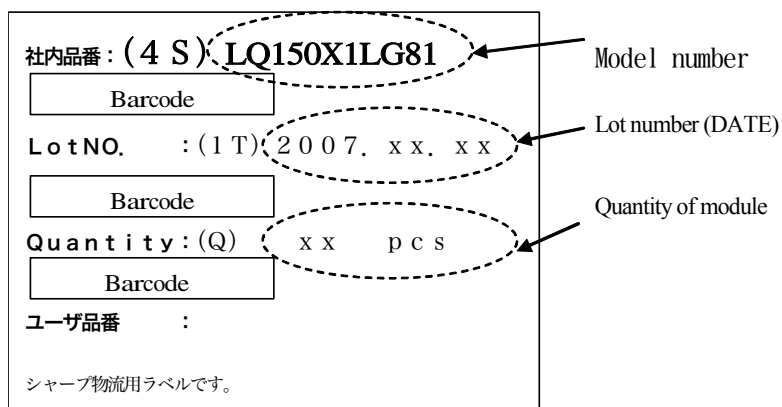 社内品番：(４Ｓ) LQ150X1LG81
Barcode
ＬｏｔNO.　：(１Ｔ) ２００７．ｘｘ．ｘｘ
Barcode
Ｑｕａｎｔｉｔｙ：(Q)　ｘｘ　ｐｃｓ
Barcode
ユーザ品番　：
シャープ物流用ラベルです。
Model number
Lot number (DATE)
Quantity of module